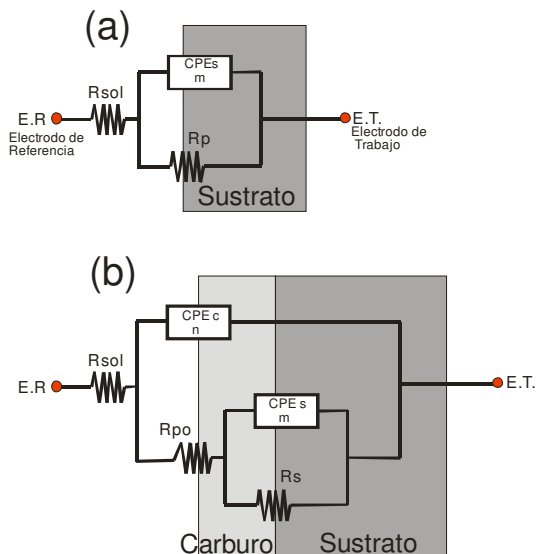 (a)
CPEs
m
Rsol
E.R
Electrodo de
Referencia
Rp
E.T.
Electrodo de
Trabajo
Sustrato
(b)
CPE c
n
Rsol
E.R
E.T.
CPE s
m
Rpo
Rs
Carburo
Sustrato